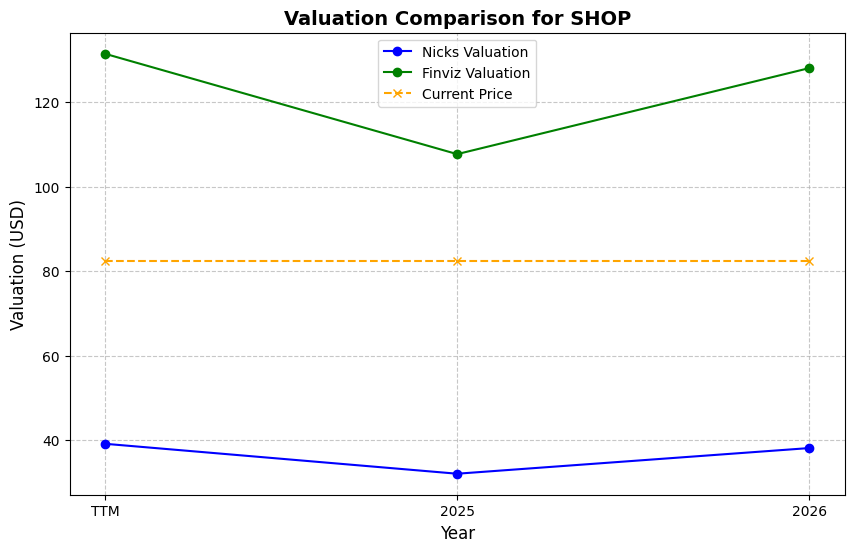 Valuation Comparison for SHOP
Nicks Valuation
Finviz Valuation
Current Price
Valuation (USD)
120
100
80
60
40
TTM
2025
2026
Year